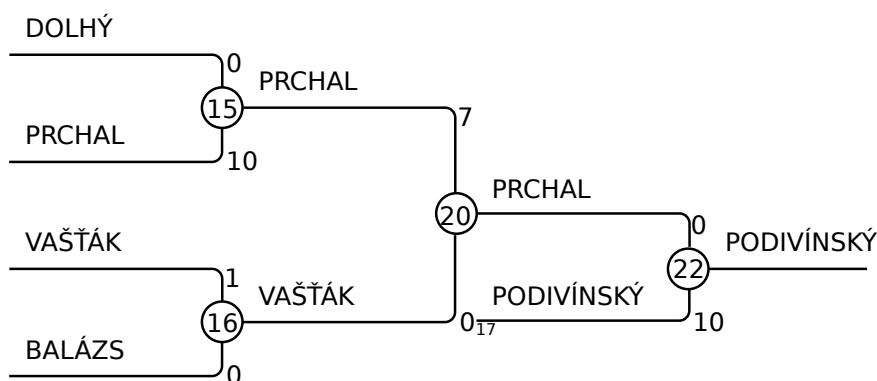 DOLHÝ
0
PRCHAL
15
7
PRCHAL
10
PRCHAL
20
0
VAŠŤÁK
PODIVÍNSKÝ
22
1
VAŠŤÁK
PODIVÍNSKÝ
16
0
17
10
BALÁZS
0